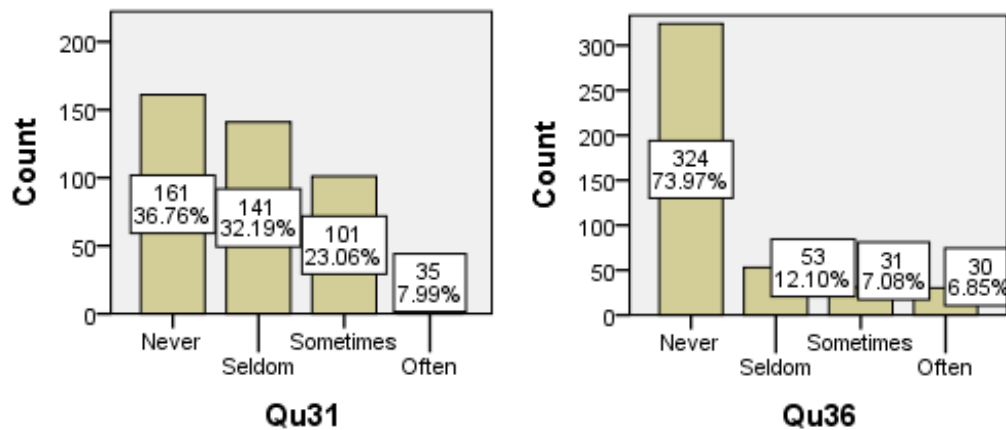 Count
200
150
100
50
0
161
36.76%
141
32.19%
101
23.06%
35
7.99%
Never
Seldom
Sometimes
Often
Qu31
Count
300
250
200
150
100
50
0
324
73.97%
53
12.10%
31
7.08%
30
6.85%
Never
Seldom
Sometimes
Often
Qu36